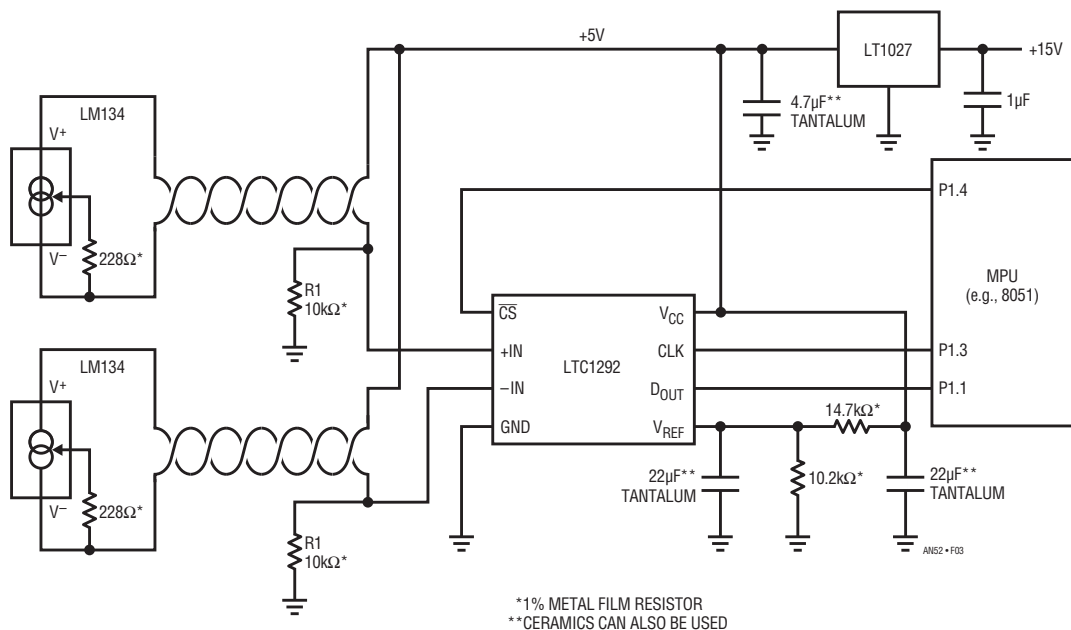 +5V
LT1027
+15V
LM134
V+
V–
228Ω*
4.7µF**
TANTALUM
1µF
R1
10kΩ*
P1.4
MPU
(e.g., 8051)
P1.3
P1.1
CS
+IN
–IN
GND
LTC1292
VCC
CLK
DOUT
VREF
14.7kΩ*
22µF**
TANTALUM
10.2kΩ*
22µF**
TANTALUM
LM134
V+
V–
228Ω*
R1
10kΩ*
AN52 • F03
*1% METAL FILM RESISTOR
**CERAMICS CAN ALSO BE USED